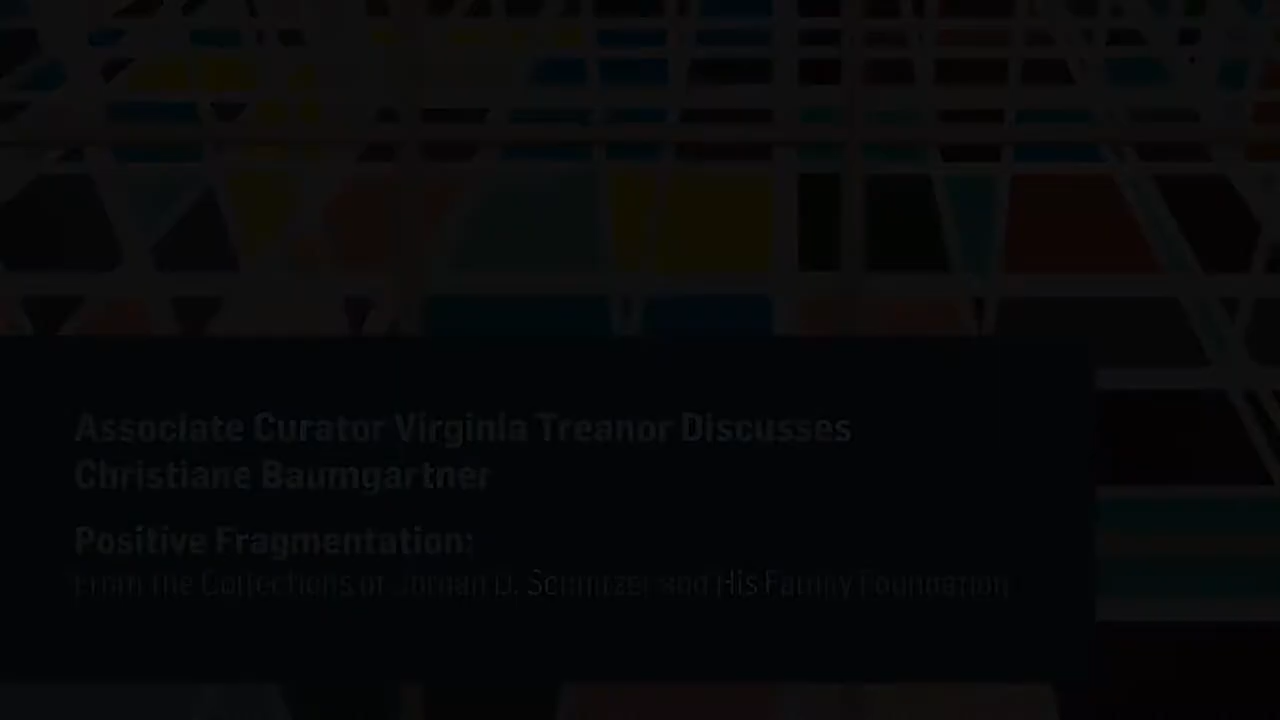 Associate Curator Virginia Treanor Discusses
Christiane Baumgartner
Positive Fragmentation:
From the Collections of Jordan D. Schnitzer and His Family Foundation